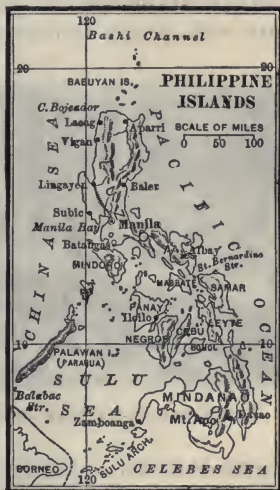 120
Bashi Channel
20
20
BABUYAN IS.
PHILIPPINE
ISLANDS
C. Bojeador
Laoag
Aparri
SCALE OF MILES
0 50 100
Vigan
CHINA SEA
PACIFIC OCEAN
Lingayen
Baler
Subic
Manila Bay
Manila
Batangas
MINDORO
Albay
St. Bernardino
Str.
MASBATE
SAMAR
PANAY
Iloilo
LEYTE
CEBU
NEGROS
BOHOL
10
10
PALAWAN I.
(PARAGUA)
SULU
SEA
Balabac
Str.
MINDANAO
Mt. Apo
Davao
Zamboanga
SULU ARCH.
BORNEO
CELEBES SEA
120